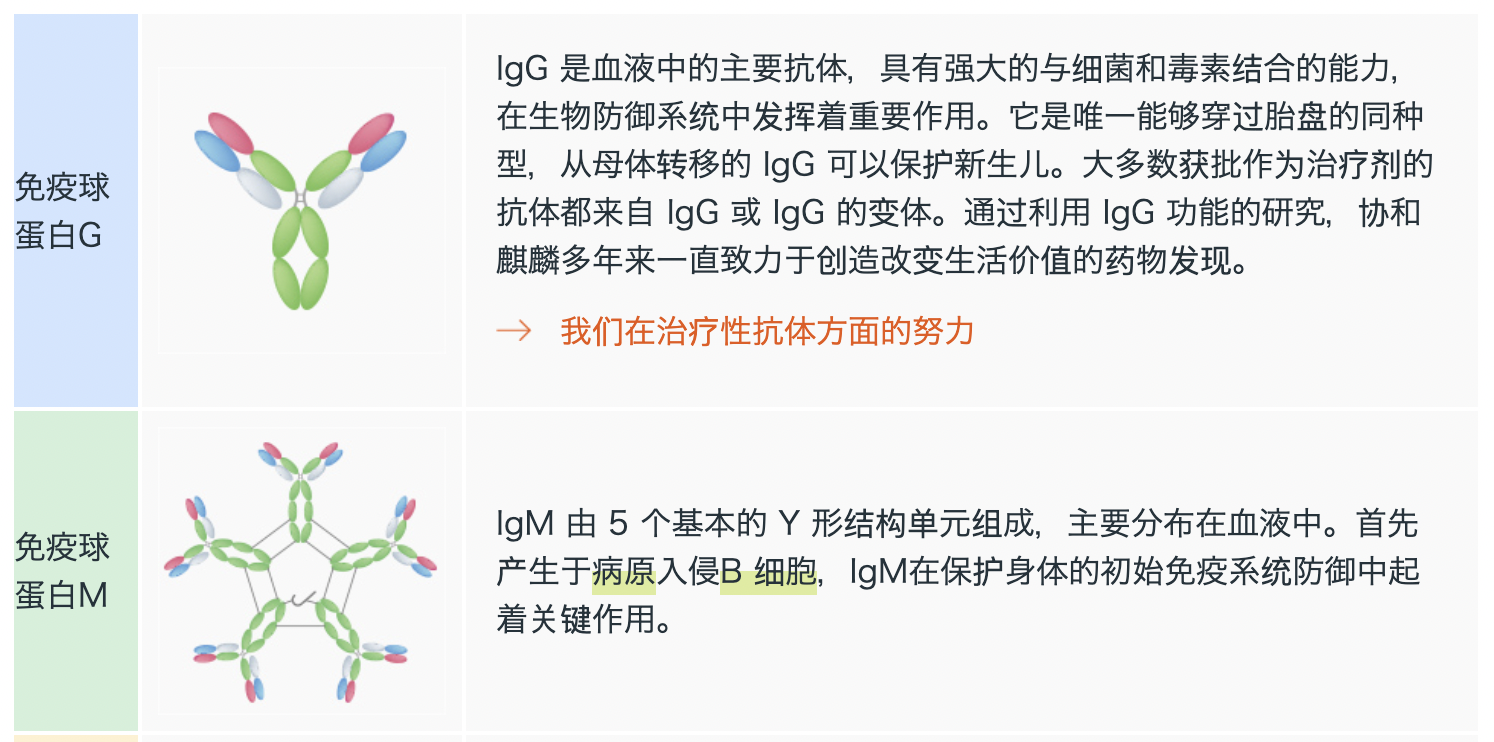 免疫球
蛋白G
IgG 是血液中的主要抗体，具有强大的与细菌和毒素结合的能力，
在生物防御系统中发挥着重要作用。它是唯一能够穿过胎盘的同种
型，从母体转移的 IgG 可以保护新生儿。大多数获批作为治疗剂的
抗体都来自 IgG 或 IgG 的变体。通过利用 IgG 功能的研究，协和
麒麟多年来一直致力于创造改变生活价值的药物发现。
→ 我们在治疗性抗体方面的努力
免疫球
蛋白M
IgM 由 5 个基本的 Y 形结构单元组成，主要分布在血液中。首先
产生于病原入侵B 细胞，IgM在保护身体的初始免疫系统防御中起
着关键作用。